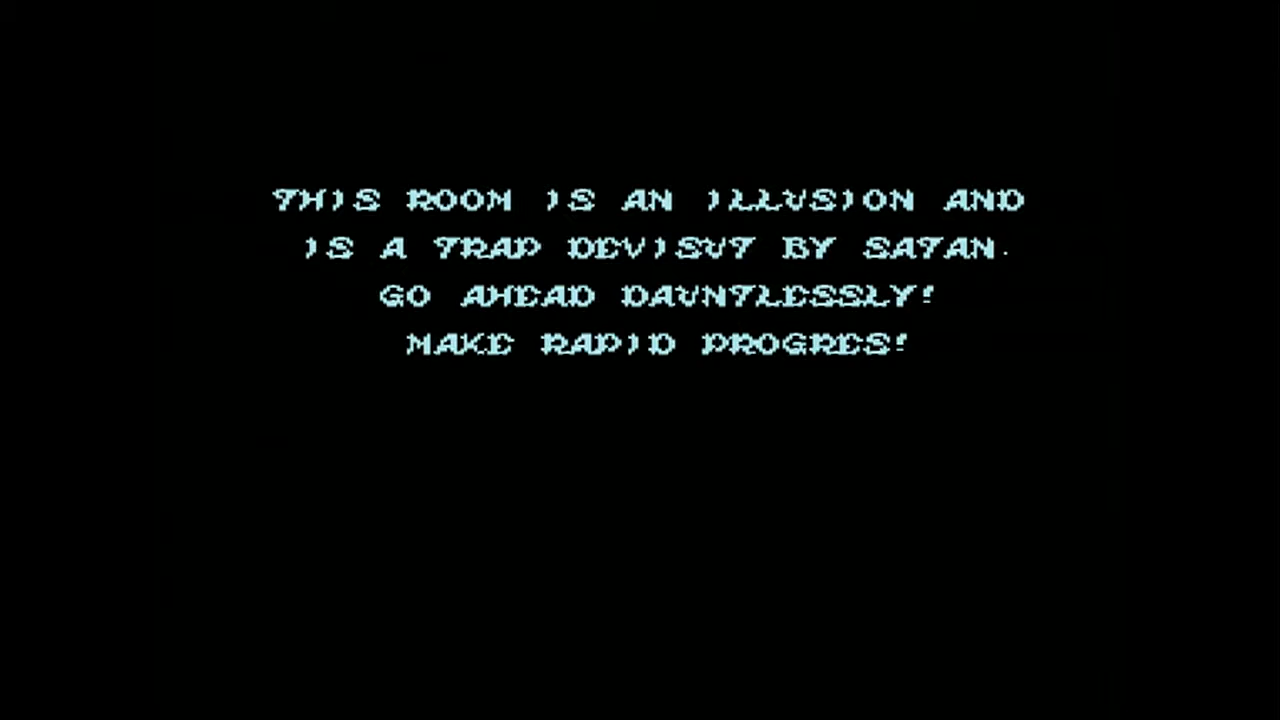 THIS ROOM IS AN ILLUSION AND
IS A TRAP DEVISUT BY SATAN.
GO AHEAD DAUNTLESSLY!
MAKE RAPID PROGRES!